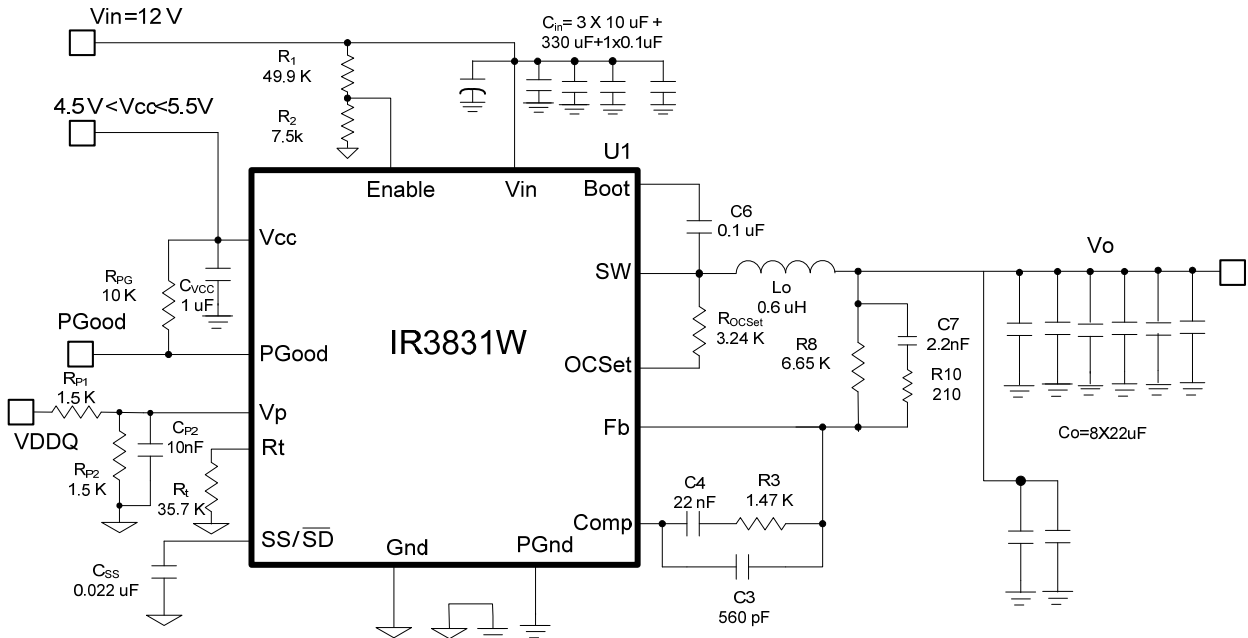 Vin=12 V
C_in= 3 X 10 uF +
330 uF+1x0.1uF
R1
49.9 K
4.5V<Vcc<5.5V
R2
7.5k
U1
Enable
Vin
Boot
C6
0.1 uF
Vcc
Vo
SW
RPG
10 K
CVCC
1 uF
Lo
0.6 uH
PGood
ROCSet
3.24 K
C7
2.2nF
IR3831W
R8
6.65 K
PGood
OCSet
RP1
1.5 K
R10
210
Vp
VDDQ
CP2
10nF
Fb
Co=8X22uF
Rt
RP2
1.5 K
Rt
35.7 K
C4
22 nF
R3
1.47 K
Comp
SS/SD
Gnd
PGnd
CSS
0.022 uF
C3
560 pF